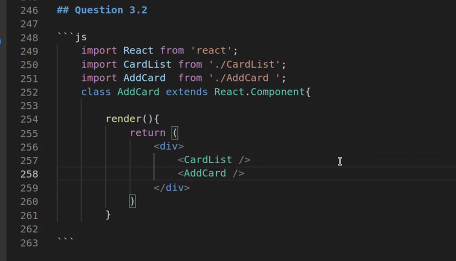 246 ## Question 3.2
247
248 ```js
249 import React from 'react';
250 import CardList from './CardList';
251 import AddCard  from './AddCard ';
252 class AddCard extends React.Component{
253
254 render(){
255 return (
256 <div>
257 <CardList />
258 <AddCard />
259 </div>
260 )
261 }
262
263 ```